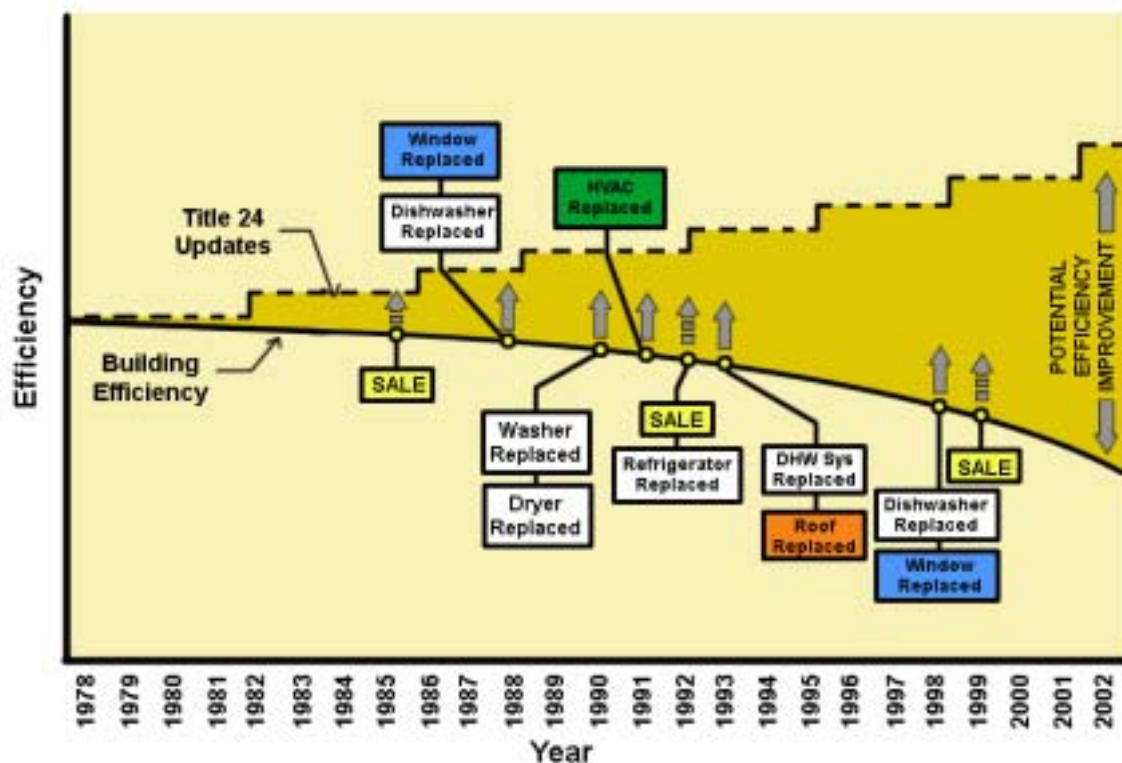 Window
Replaced
Dishwasher
Replaced
HVAC
Replaced
Title 24
Updates
Efficiency
Building
Efficiency
SALE
Washer
Replaced
Dryer
Replaced
SALE
Refrigerator
Replaced
DHW Sys
Replaced
Roof
Replaced
Dishwasher
Replaced
Window
Replaced
SALE
POTENTIAL
EFFICIENCY
IMPROVEMENT
1978
1979
1980
1981
1982
1983
1984
1985
1986
1987
1988
1989
1990
1991
1992
1993
1994
1995
1996
1997
1998
1999
2000
2001
2002
Year